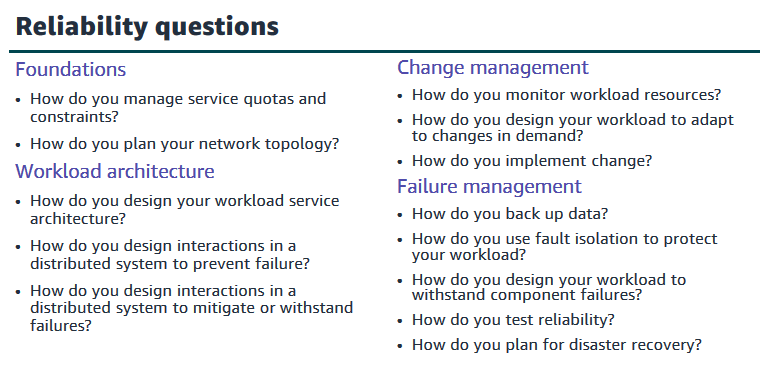 Reliability questions
Foundations
• How do you manage service quotas and
constraints?
• How do you plan your network topology?
Workload architecture
• How do you design your workload service
architecture?
• How do you design interactions in a
distributed system to prevent failure?
• How do you design interactions in a
distributed system to mitigate or withstand
failures?
Change management
• How do you monitor workload resources?
• How do you design your workload to adapt
to changes in demand?
• How do you implement change?
Failure management
• How do you back up data?
• How do you use fault isolation to protect
your workload?
• How do you design your workload to
withstand component failures?
• How do you test reliability?
• How do you plan for disaster recovery?